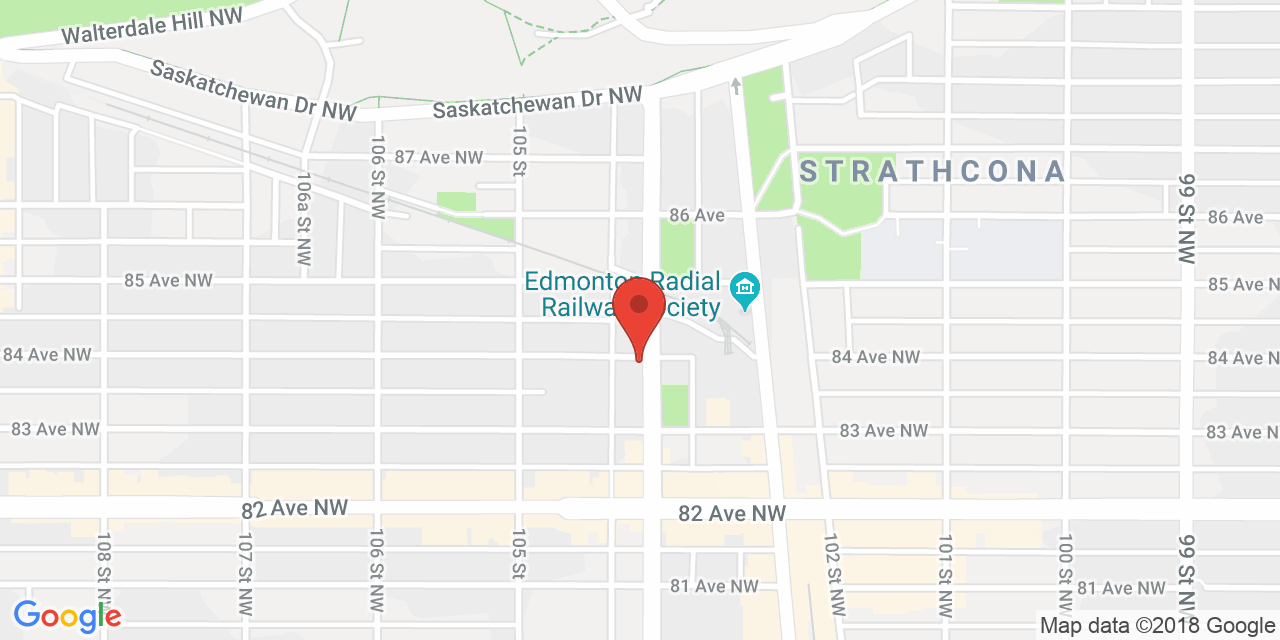 Walterdale Hill NW
Saskatchewan Dr NW
Saskatchewan Dr NW
106 St NW
105 St
87 Ave NW
STRATHCONA
106a St NW
99 St NW
86 Ave
86 Ave
85 Ave NW
Edmonton Radial
Railway Society
85 Ave N
84 Ave NW
84 Ave NW
84 Ave N
83 Ave NW
83 Ave NW
83 Ave N
82 Ave NW
82 Ave NW
108 St NW
107 St NW
106 St NW
105 St
102 St NW
101 St NW
100 St NW
99 St NW
81 Ave NW
81 Ave NW
Google
Map data ©2018 Google